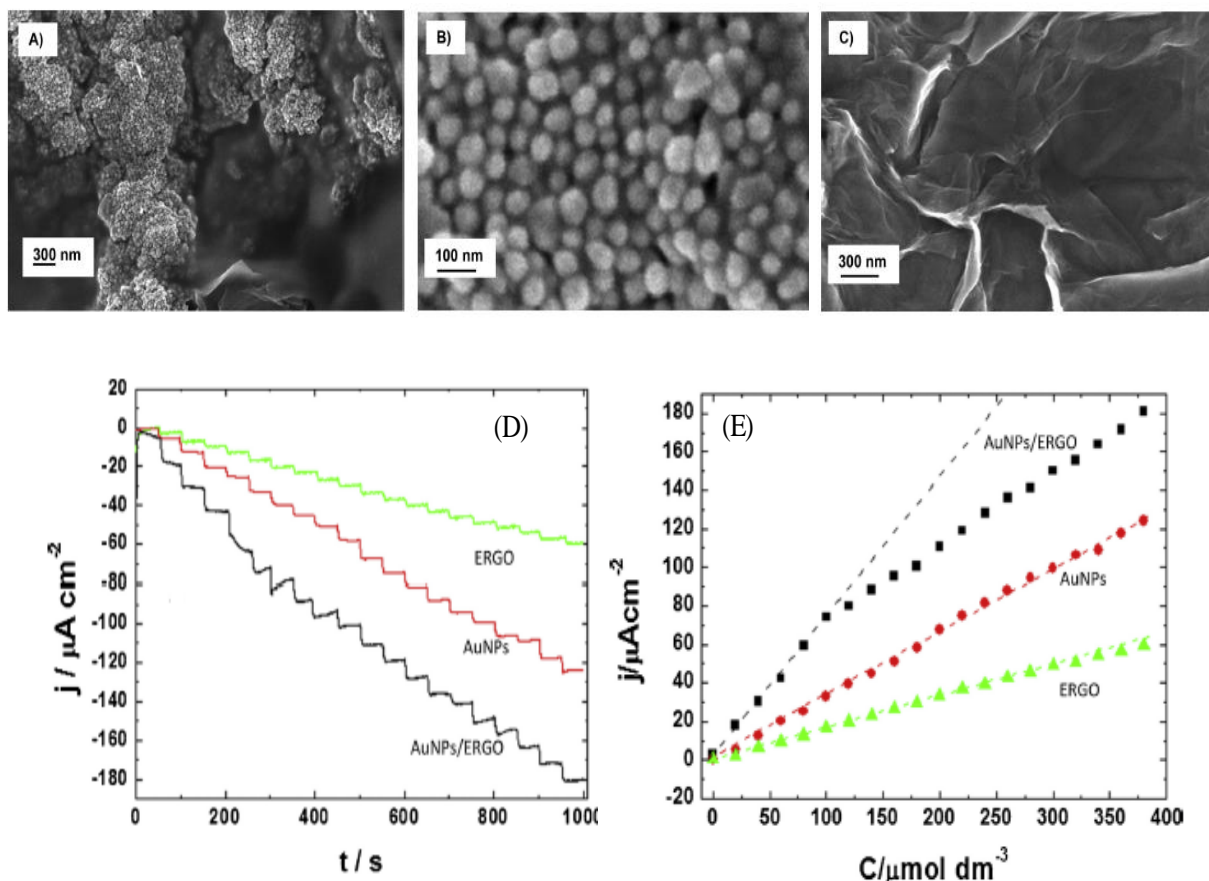 A)
300 nm
B)
100 nm
C)
300 nm
(D)
20
0
-20
-40
-60
-80
-100
-120
-140
-160
-180
j / μA cm⁻²
0
200
400
600
800
1000
t / s
ERGO
AuNPs
AuNPs/ERGO
(E)
180
160
140
120
100
80
60
40
20
0
-20
j/μAcm⁻²
0
50
100
150
200
250
300
350
400
C/μmol dm⁻³
AuNPs/ERGO
AuNPs
ERGO